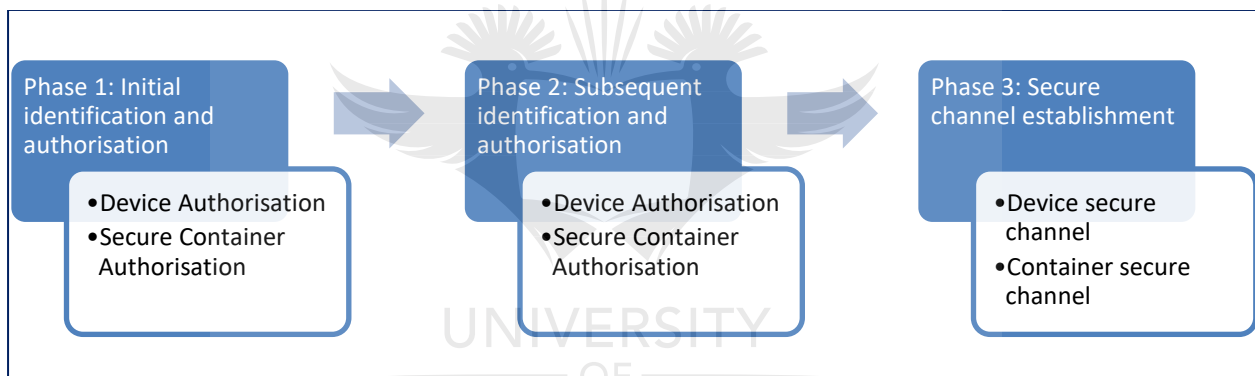 Phase 1: Initial
identification and
authorisation
•Device Authorisation
•Secure Container
Authorisation
Phase 2: Subsequent
identification and
authorisation
•Device Authorisation
•Secure Container
Authorisation
Phase 3: Secure
channel establishment
•Device secure
channel
•Container secure
channel
UNIVERSITY
OF